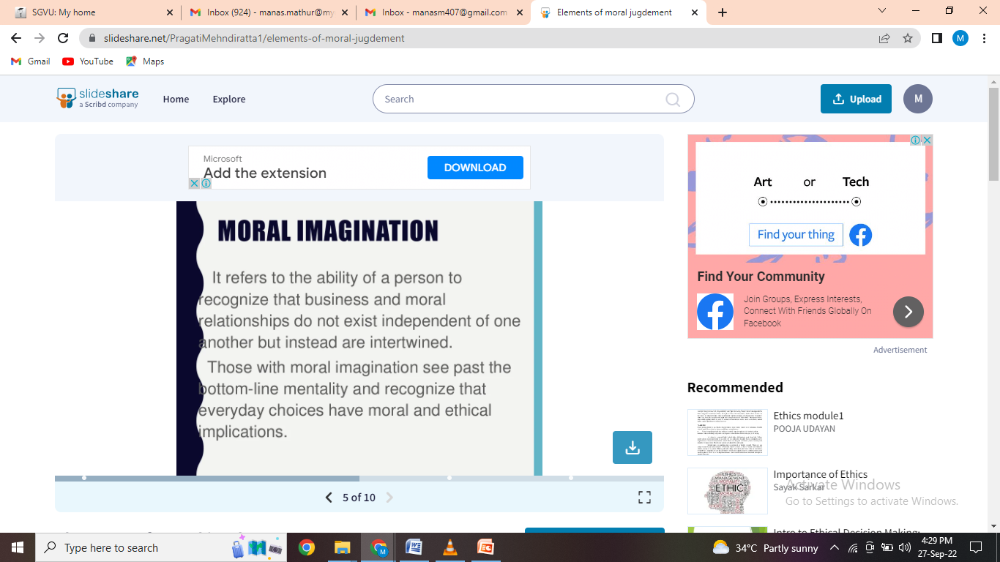 SGVU: My home
Inbox (924) - manas.mathur@my
Inbox - manasm407@gmail.com
Elements of moral jugdement
slideshare.net/PragatiMehndiratta1/elements-of-moral-jugdement
M
Gmail
YouTube
Maps
slideshare
a Scribd company
Home
Explore
Search
Upload
M
Microsoft
Add the extension
DOWNLOAD
MORAL IMAGINATION
It refers to the ability of a person to
recognize that business and moral
relationships do not exist independent of one
another but instead are intertwined.
Those with moral imagination see past the
bottom-line mentality and recognize that
everyday choices have moral and ethical
implications.
5 of 10
Art or Tech
Find your thing
Find Your Community
Join Groups, Express Interests,
Connect With Friends Globally On
Facebook
Advertisement
Recommended
Ethics module1
POOJA UDAYAN
ETHIC
Importance of Ethics
Sayak Sarkar
Intro to Ethical Decision Making:
Activate Windows
Go to Settings to activate Windows.
Type here to search
34°C Partly sunny
4:29 PM
27-Sep-22